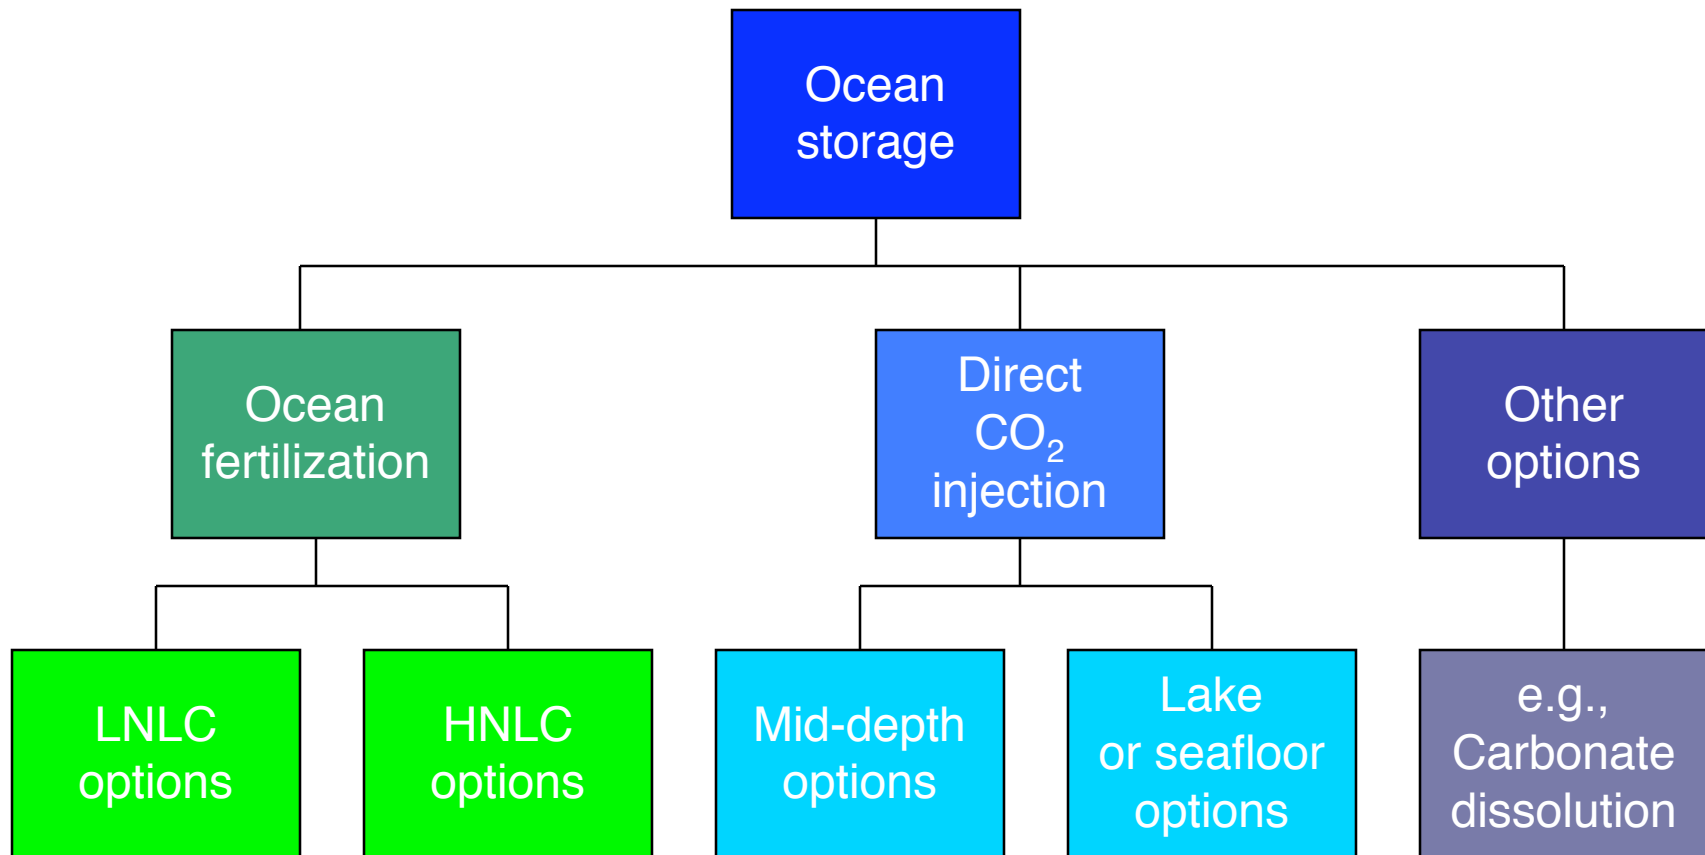 Ocean
storage
Ocean
fertilization
Direct
CO₂
injection
Other
options
LNLC
options
HNLC
options
Mid-depth
options
Lake
or seafloor
options
e.g.,
Carbonate
dissolution